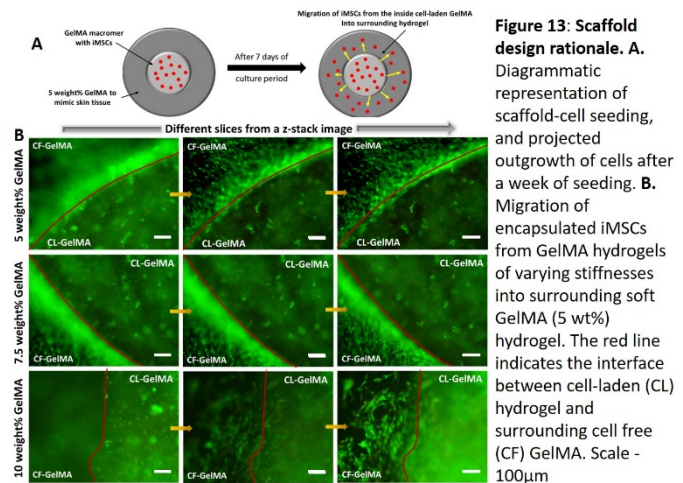 A
GelMA macromer
with iMSCs
5 weight% GelMA to
mimic skin tissue
After 7 days of
culture period
Migration of iMSCs from the inside cell-laden GelMA
Into surrounding hydrogel
B
Different slices from a z-stack image
5 weight% GelMA
CF-GelMA
CL-GelMA
CF-GelMA
CL-GelMA
CF-GelMA
CL-GelMA
7.5 weight% GelMA
CL-GelMA
CF-GelMA
CL-GelMA
CF-GelMA
CL-GelMA
CF-GelMA
10 weight% GelMA
CL-GelMA
CF-GelMA
CL-GelMA
CF-GelMA
CL-GelMA
CF-GelMA
Figure 13: Scaffold
design rationale. A.
Diagrammatic
representation of
scaffold-cell seeding,
and projected
outgrowth of cells after
a week of seeding. B.
Migration of
encapsulated iMSCs
from GelMA hydrogels
of varying stiffnesses
into surrounding soft
GelMA (5 wt%)
hydrogel. The red line
indicates the interface
between cell-laden (CL)
hydrogel and
surrounding cell free
(CF) GelMA. Scale -
100µm